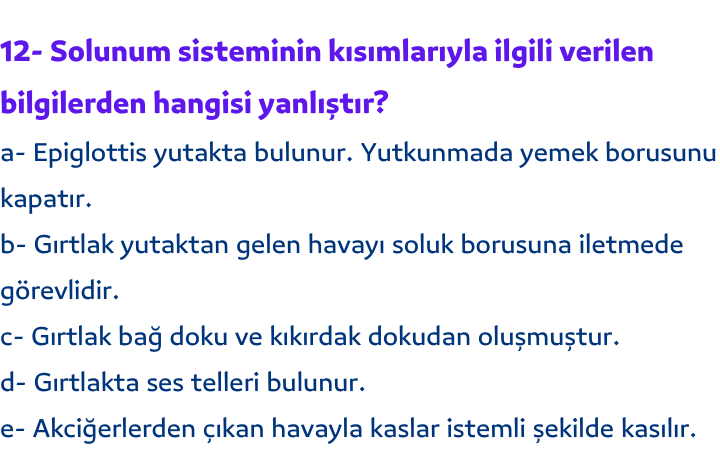 12- Solunum sisteminin kısımlarıyla ilgili verilen
bilgilerden hangisi yanlıştır?
a- Epiglottis yutakta bulunur. Yutkunmada yemek borusunu
kapatır.
b- Gırtlak yutaktan gelen havayı soluk borusuna iletmede
görevlidir.
c- Gırtlak bağ doku ve kıkırdak dokudan oluşmuştur.
d- Gırtlakta ses telleri bulunur.
e- Akciğerlerden çıkan havayla kaslar istemli şekilde kasılır.